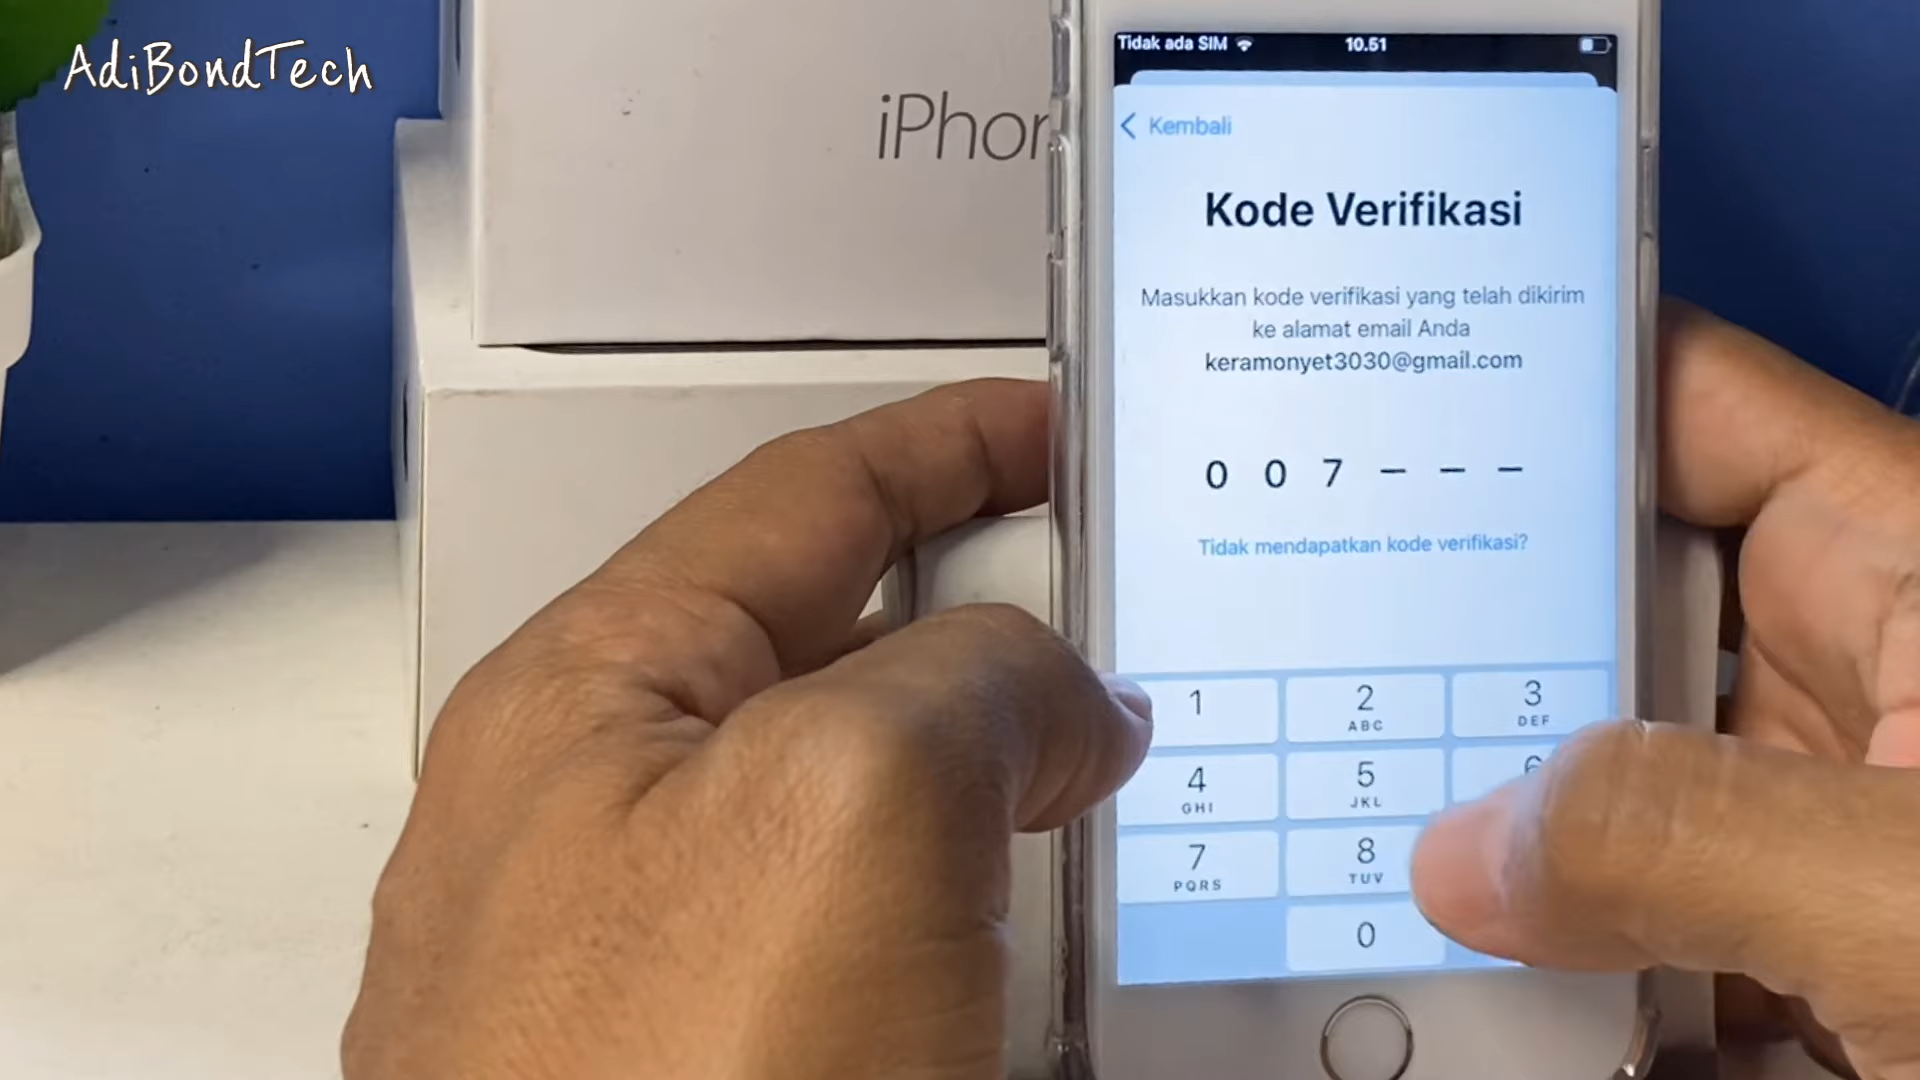 AdiBondTech
iPhon
Tidak ada SIM
10.51
Kembali
Kode Verifikasi
Masukkan kode verifikasi yang telah dikirim
ke alamat email Anda
keramonyet3030@gmail.com
0 0 7 – – –
Tidak mendapatkan kode verifikasi?
1
2
ABC
3
DEF
4
GHI
5
JKL
6
7
PQRS
8
TUV
0